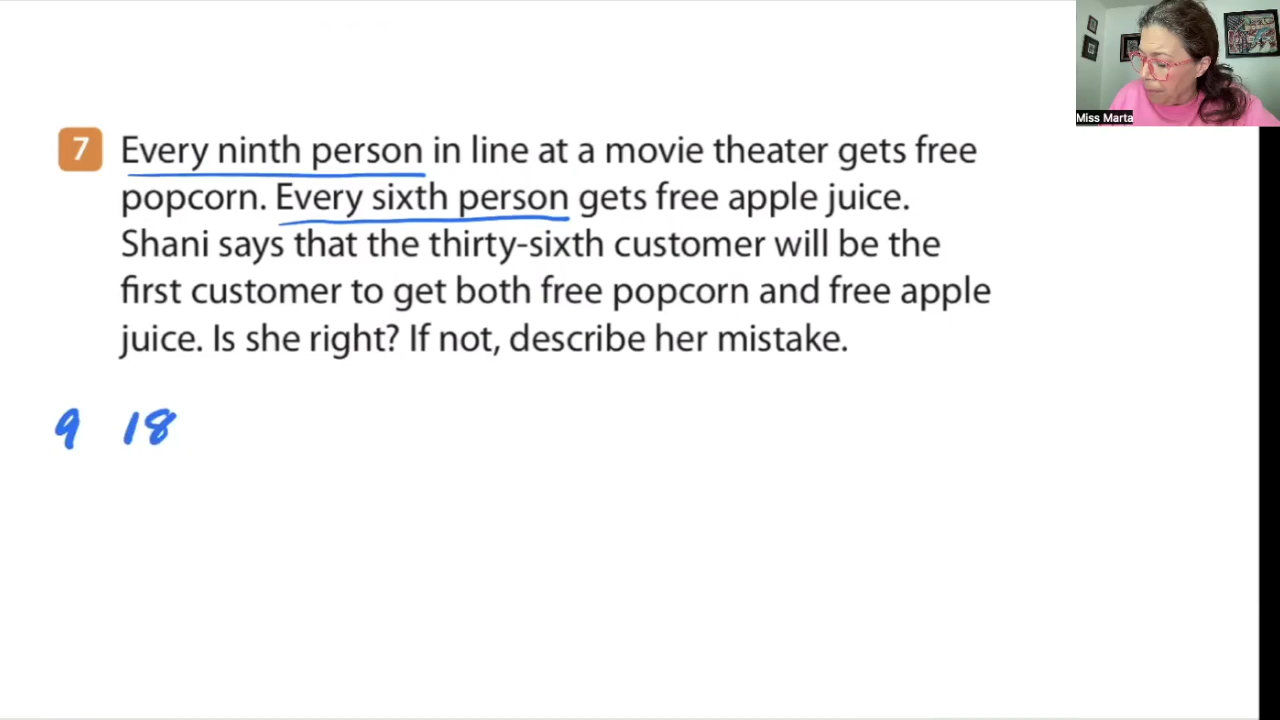 Miss Marta
7 Every ninth person in line at a movie theater gets free
popcorn. Every sixth person gets free apple juice.
Shani says that the thirty-sixth customer will be the
first customer to get both free popcorn and free apple
juice. Is she right? If not, describe her mistake.
9 18